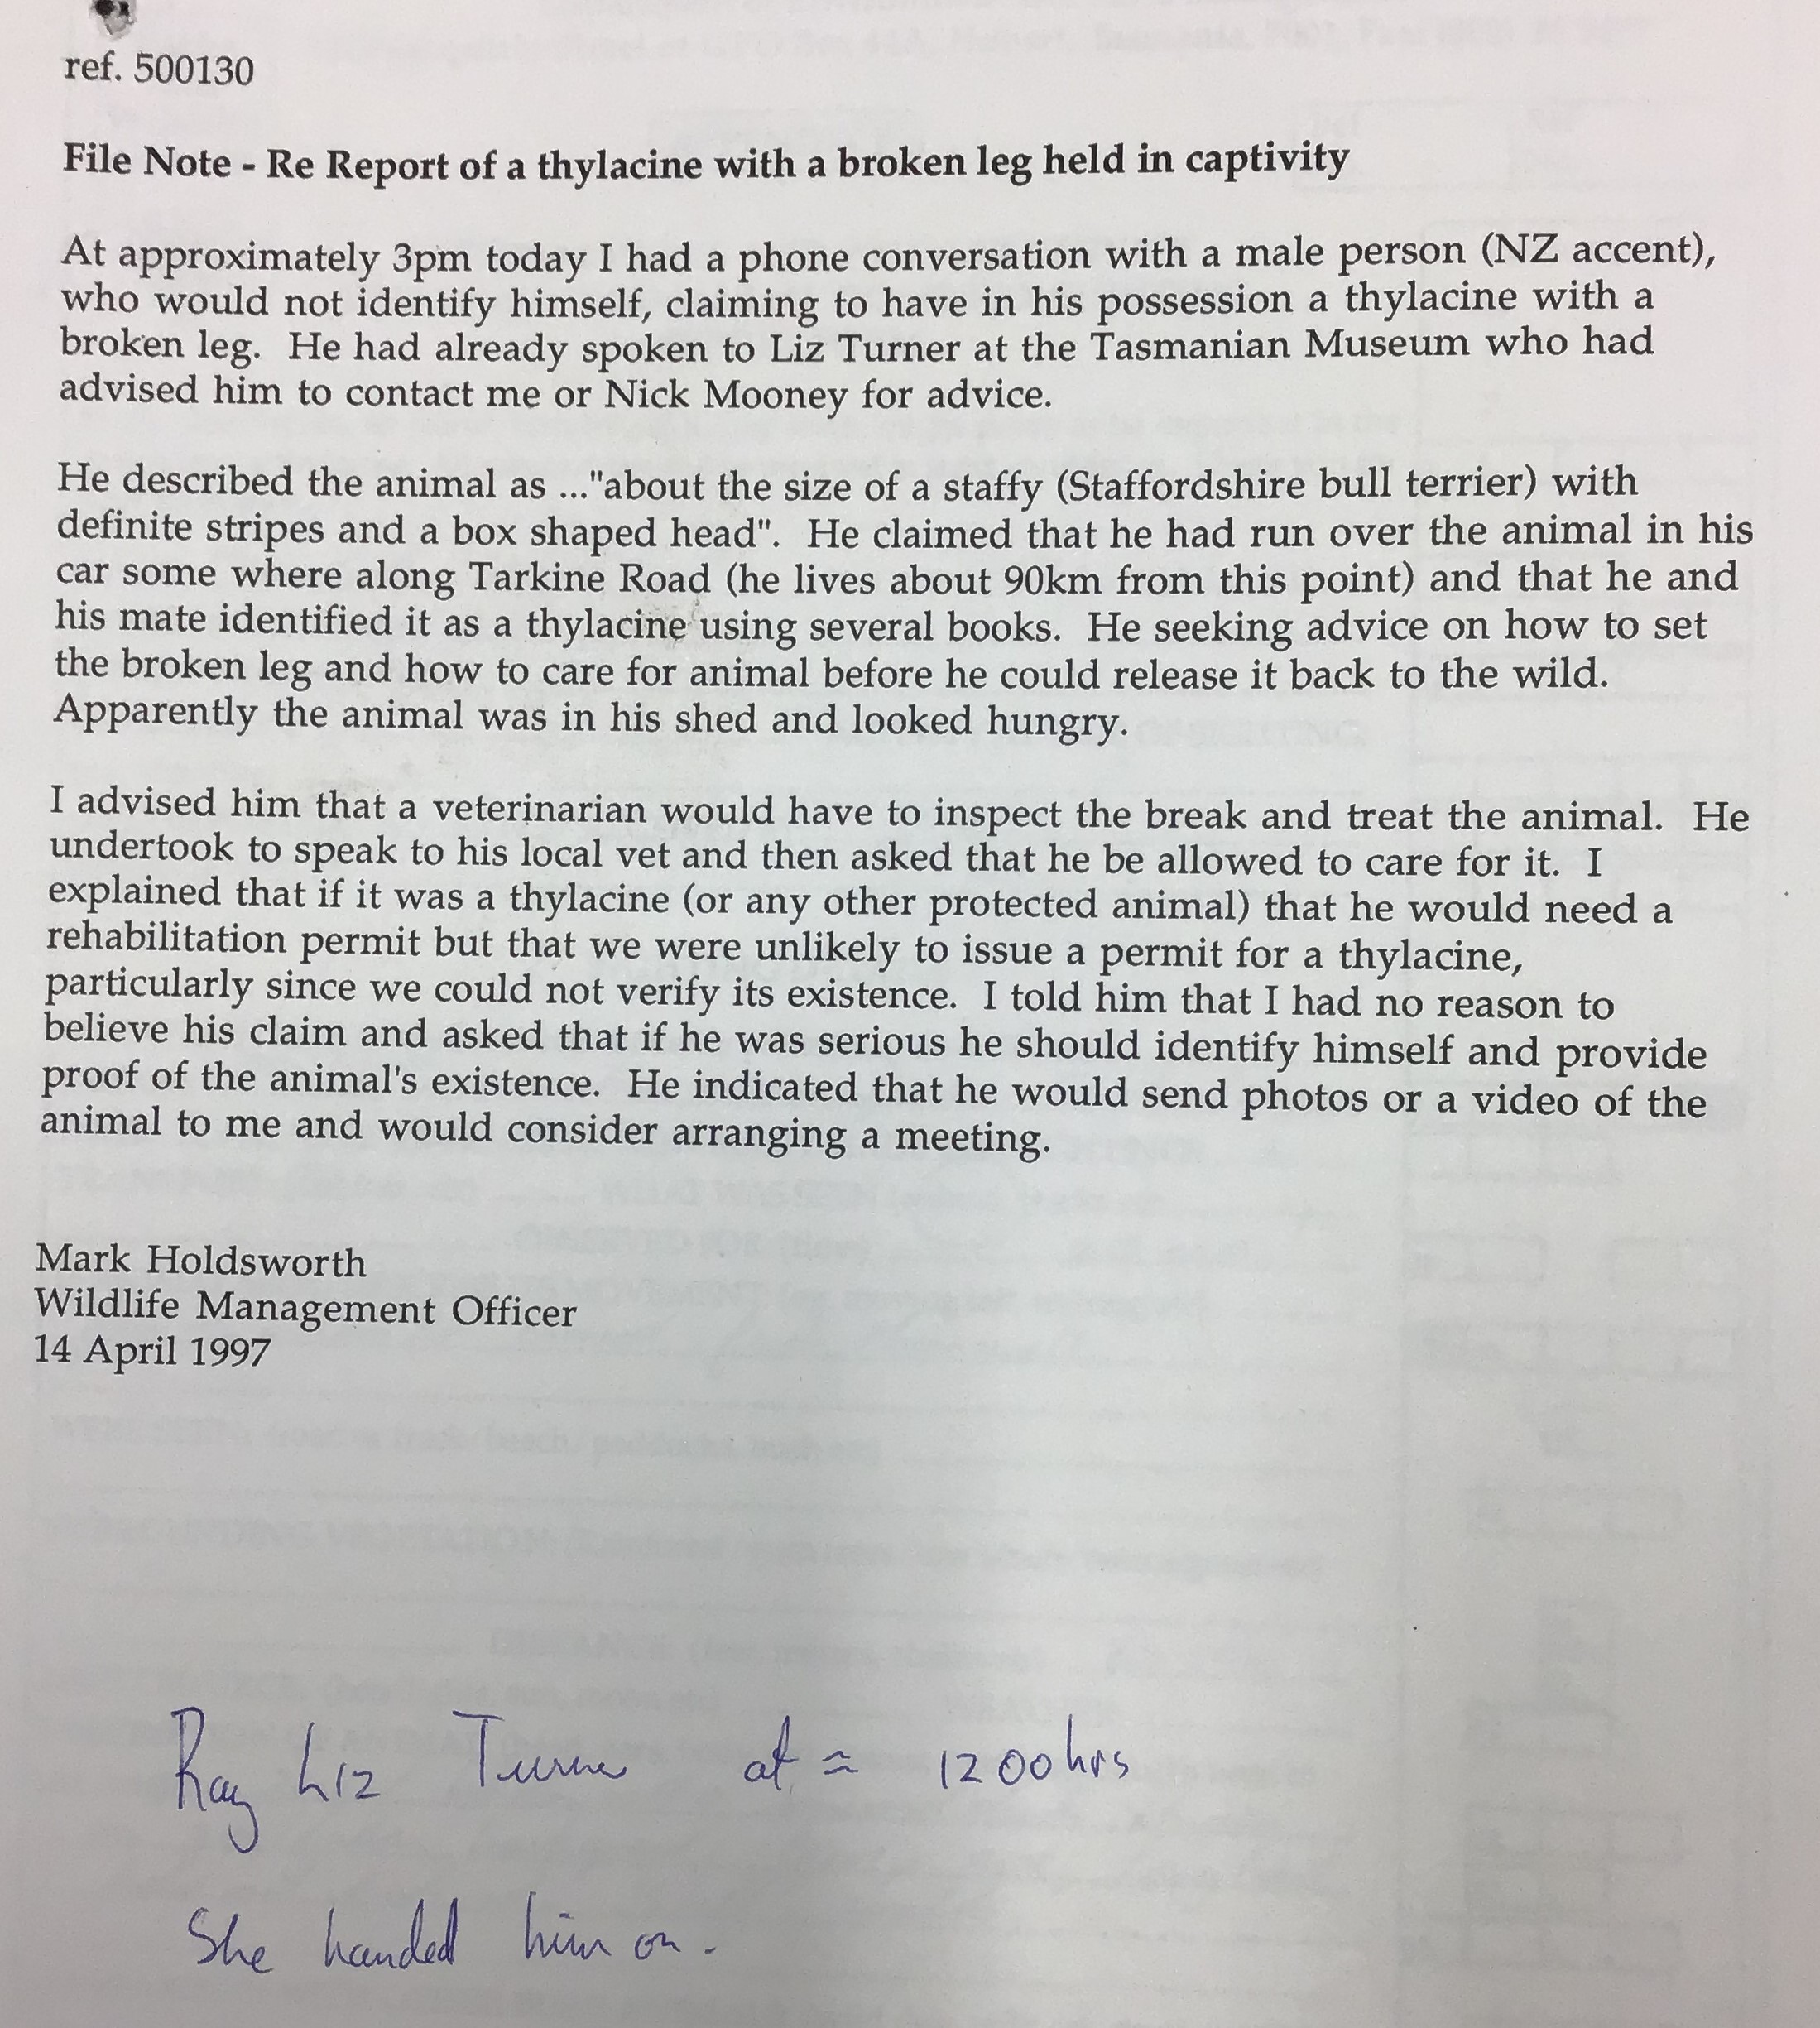 ref. 500130
File Note - Re Report of a thylacine with a broken leg held in captivity
At approximately 3pm today I had a phone conversation with a male person (NZ accent),
who would not identify himself, claiming to have in his possession a thylacine with a
broken leg. He had already spoken to Liz Turner at the Tasmanian Museum who had
advised him to contact me or Nick Mooney for advice.
He described the animal as ..."about the size of a staffy (Staffordshire bull terrier) with
definite stripes and a box shaped head". He claimed that he had run over the animal in his
car some where along Tarkine Road (he lives about 90km from this point) and that he and
his mate identified it as a thylacine using several books. He seeking advice on how to set
the broken leg and how to care for animal before he could release it back to the wild.
Apparently the animal was in his shed and looked hungry.
I advised him that a veterinarian would have to inspect the break and treat the animal. He
undertook to speak to his local vet and then asked that he be allowed to care for it. I
explained that if it was a thylacine (or any other protected animal) that he would need a
rehabilitation permit but that we were unlikely to issue a permit for a thylacine,
particularly since we could not verify its existence. I told him that I had no reason to
believe his claim and asked that if he was serious he should identify himself and provide
proof of the animal's existence. He indicated that he would send photos or a video of the
animal to me and would consider arranging a meeting.
Mark Holdsworth
Wildlife Management Officer
14 April 1997
Liz Turner at ≈ 1200hrs
She handed him on.